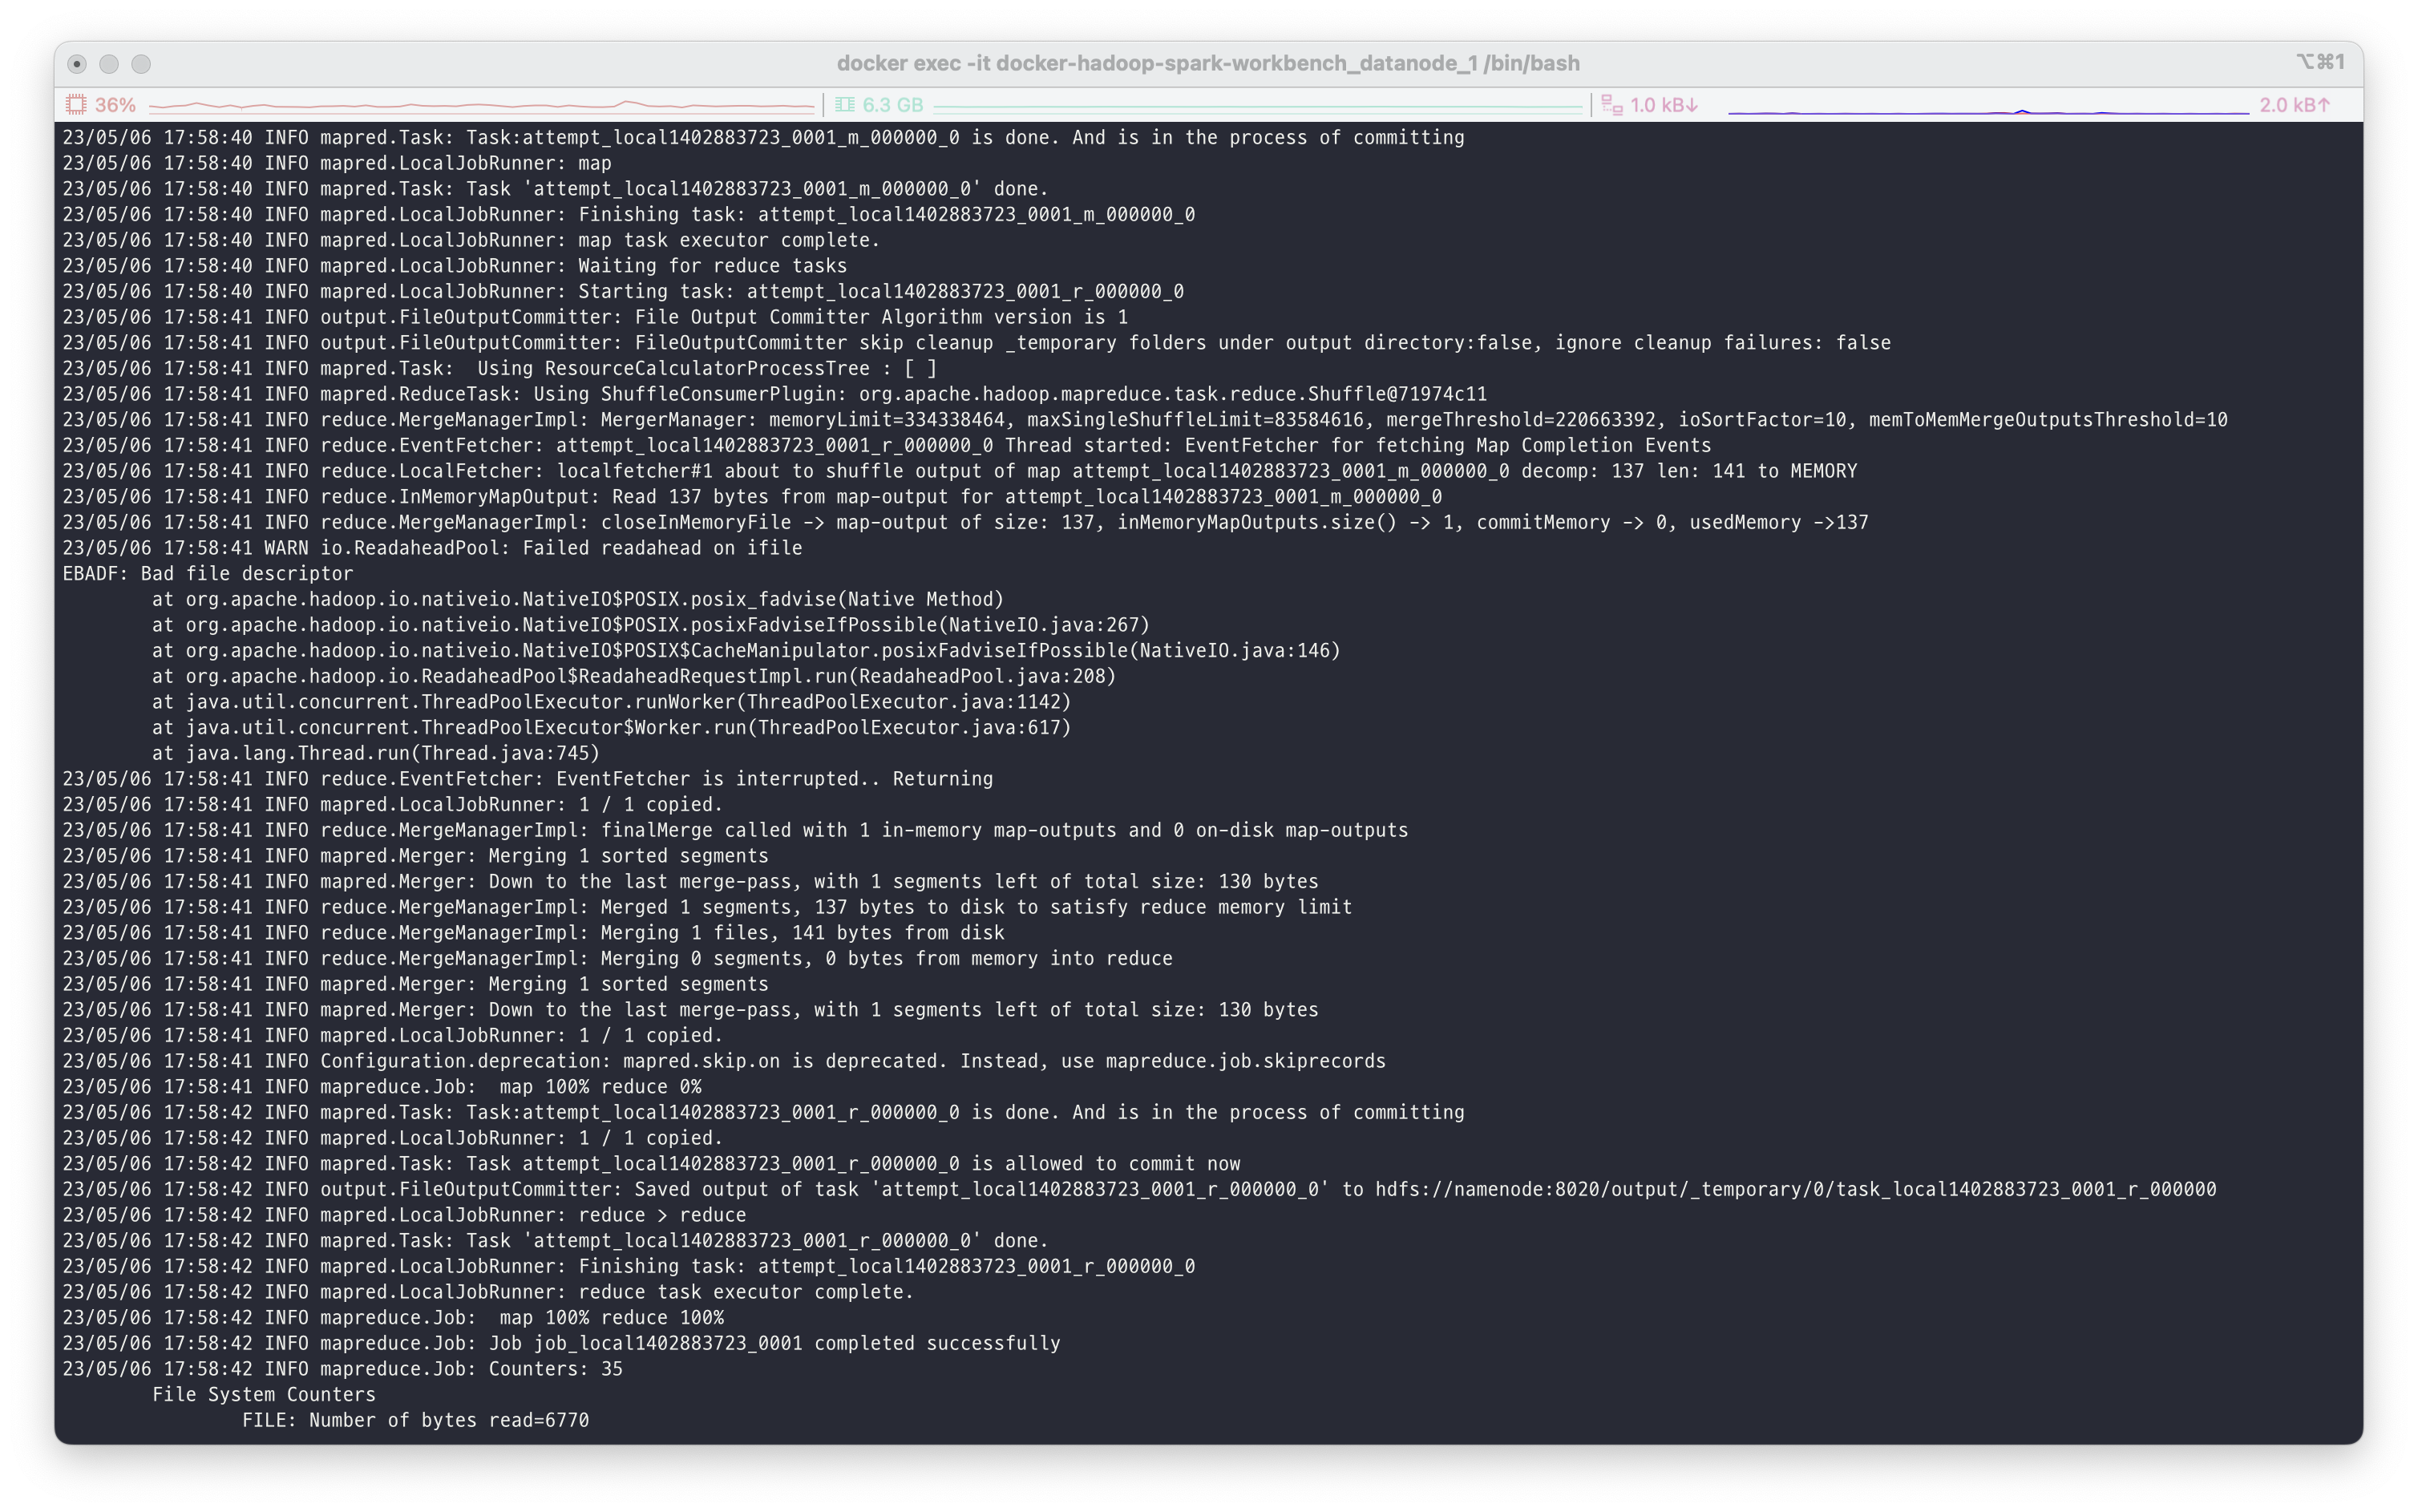 docker exec -it docker-hadoop-spark-workbench_datanode_1 /bin/bash
⌥⌘1
36%
6.3 GB
1.0 kB↓
2.0 kB↑
23/05/06 17:58:40 INFO mapred.Task: Task:attempt_local1402883723_0001_m_000000_0 is done. And is in the process of committing
23/05/06 17:58:40 INFO mapred.LocalJobRunner: map
23/05/06 17:58:40 INFO mapred.Task: Task 'attempt_local1402883723_0001_m_000000_0' done.
23/05/06 17:58:40 INFO mapred.LocalJobRunner: Finishing task: attempt_local1402883723_0001_m_000000_0
23/05/06 17:58:40 INFO mapred.LocalJobRunner: map task executor complete.
23/05/06 17:58:40 INFO mapred.LocalJobRunner: Waiting for reduce tasks
23/05/06 17:58:40 INFO mapred.LocalJobRunner: Starting task: attempt_local1402883723_0001_r_000000_0
23/05/06 17:58:41 INFO output.FileOutputCommitter: File Output Committer Algorithm version is 1
23/05/06 17:58:41 INFO output.FileOutputCommitter: FileOutputCommitter skip cleanup _temporary folders under output directory:false, ignore cleanup failures: false
23/05/06 17:58:41 INFO mapred.Task:  Using ResourceCalculatorProcessTree : [ ]
23/05/06 17:58:41 INFO mapred.ReduceTask: Using ShuffleConsumerPlugin: org.apache.hadoop.mapreduce.task.reduce.Shuffle@71974c11
23/05/06 17:58:41 INFO reduce.MergeManagerImpl: MergerManager: memoryLimit=334338464, maxSingleShuffleLimit=83584616, mergeThreshold=220663392, ioSortFactor=10, memToMemMergeOutputsThreshold=10
23/05/06 17:58:41 INFO reduce.EventFetcher: attempt_local1402883723_0001_r_000000_0 Thread started: EventFetcher for fetching Map Completion Events
23/05/06 17:58:41 INFO reduce.LocalFetcher: localfetcher#1 about to shuffle output of map attempt_local1402883723_0001_m_000000_0 decomp: 137 len: 141 to MEMORY
23/05/06 17:58:41 INFO reduce.InMemoryMapOutput: Read 137 bytes from map-output for attempt_local1402883723_0001_m_000000_0
23/05/06 17:58:41 INFO reduce.MergeManagerImpl: closeInMemoryFile -> map-output of size: 137, inMemoryMapOutputs.size() -> 1, commitMemory -> 0, usedMemory ->137
23/05/06 17:58:41 WARN io.ReadaheadPool: Failed readahead on ifile
EBADF: Bad file descriptor
        at org.apache.hadoop.io.nativeio.NativeIO$POSIX.posix_fadvise(Native Method)
        at org.apache.hadoop.io.nativeio.NativeIO$POSIX.posixFadviseIfPossible(NativeIO.java:267)
        at org.apache.hadoop.io.nativeio.NativeIO$POSIX$CacheManipulator.posixFadviseIfPossible(NativeIO.java:146)
        at org.apache.hadoop.io.ReadaheadPool$ReadaheadRequestImpl.run(ReadaheadPool.java:208)
        at java.util.concurrent.ThreadPoolExecutor.runWorker(ThreadPoolExecutor.java:1142)
        at java.util.concurrent.ThreadPoolExecutor$Worker.run(ThreadPoolExecutor.java:617)
        at java.lang.Thread.run(Thread.java:745)
23/05/06 17:58:41 INFO reduce.EventFetcher: EventFetcher is interrupted.. Returning
23/05/06 17:58:41 INFO mapred.LocalJobRunner: 1 / 1 copied.
23/05/06 17:58:41 INFO reduce.MergeManagerImpl: finalMerge called with 1 in-memory map-outputs and 0 on-disk map-outputs
23/05/06 17:58:41 INFO mapred.Merger: Merging 1 sorted segments
23/05/06 17:58:41 INFO mapred.Merger: Down to the last merge-pass, with 1 segments left of total size: 130 bytes
23/05/06 17:58:41 INFO reduce.MergeManagerImpl: Merged 1 segments, 137 bytes to disk to satisfy reduce memory limit
23/05/06 17:58:41 INFO reduce.MergeManagerImpl: Merging 1 files, 141 bytes from disk
23/05/06 17:58:41 INFO reduce.MergeManagerImpl: Merging 0 segments, 0 bytes from memory into reduce
23/05/06 17:58:41 INFO mapred.Merger: Merging 1 sorted segments
23/05/06 17:58:41 INFO mapred.Merger: Down to the last merge-pass, with 1 segments left of total size: 130 bytes
23/05/06 17:58:41 INFO mapred.LocalJobRunner: 1 / 1 copied.
23/05/06 17:58:41 INFO Configuration.deprecation: mapred.skip.on is deprecated. Instead, use mapreduce.job.skiprecords
23/05/06 17:58:41 INFO mapreduce.Job:  map 100% reduce 0%
23/05/06 17:58:42 INFO mapred.Task: Task:attempt_local1402883723_0001_r_000000_0 is done. And is in the process of committing
23/05/06 17:58:42 INFO mapred.LocalJobRunner: 1 / 1 copied.
23/05/06 17:58:42 INFO mapred.Task: Task attempt_local1402883723_0001_r_000000_0 is allowed to commit now
23/05/06 17:58:42 INFO output.FileOutputCommitter: Saved output of task 'attempt_local1402883723_0001_r_000000_0' to hdfs://namenode:8020/output/_temporary/0/task_local1402883723_0001_r_000000
23/05/06 17:58:42 INFO mapred.LocalJobRunner: reduce > reduce
23/05/06 17:58:42 INFO mapred.Task: Task 'attempt_local1402883723_0001_r_000000_0' done.
23/05/06 17:58:42 INFO mapred.LocalJobRunner: Finishing task: attempt_local1402883723_0001_r_000000_0
23/05/06 17:58:42 INFO mapred.LocalJobRunner: reduce task executor complete.
23/05/06 17:58:42 INFO mapreduce.Job:  map 100% reduce 100%
23/05/06 17:58:42 INFO mapreduce.Job: Job job_local1402883723_0001 completed successfully
23/05/06 17:58:42 INFO mapreduce.Job: Counters: 35
        File System Counters
                FILE: Number of bytes read=6770